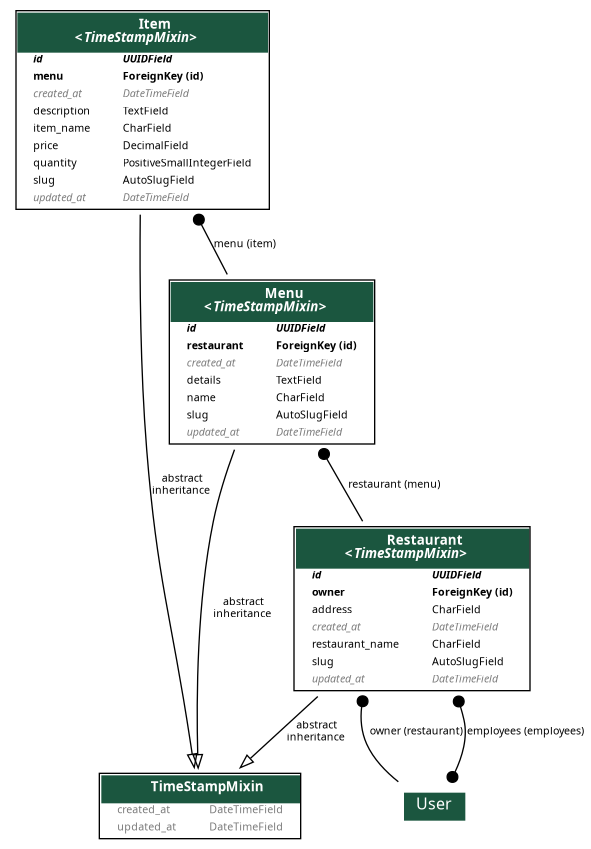 Item
<TimeStampMixin>
id UUIDField
menu ForeignKey (id)
created_at DateTimeField
description TextField
item_name CharField
price DecimalField
quantity PositiveSmallIntegerField
slug AutoSlugField
updated_at DateTimeField
menu (item)
Menu
<TimeStampMixin>
id UUIDField
restaurant ForeignKey (id)
created_at DateTimeField
details TextField
name CharField
slug AutoSlugField
updated_at DateTimeField
abstract
inheritance
restaurant (menu)
Restaurant
<TimeStampMixin>
id UUIDField
owner ForeignKey (id)
address CharField
created_at DateTimeField
restaurant_name CharField
slug AutoSlugField
updated_at DateTimeField
abstract
inheritance
abstract
inheritance
owner (restaurant)
employees (employees)
TimeStampMixin
created_at DateTimeField
updated_at DateTimeField
User